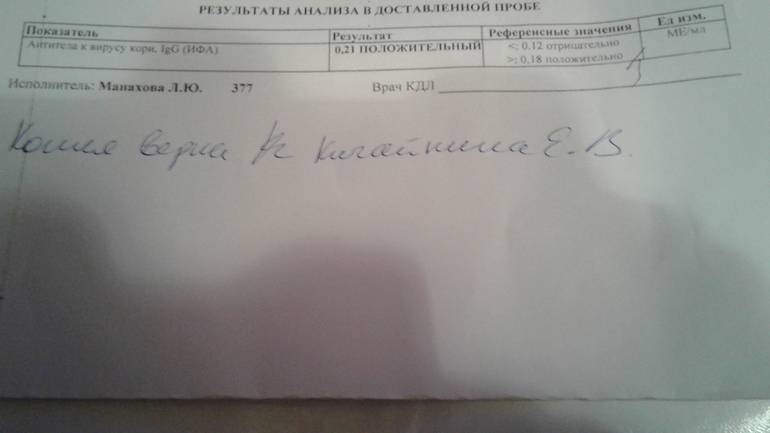 РЕЗУЛЬТАТЫ АНАЛИЗА В ДОСТАВЛЕННОЙ ПРОБЕ
Показатель Результат Референсные значения Ед изм.
Антитела к вирусу кори, IgG (ИФА) 0,21 ПОЛОЖИТЕЛЬНЫЙ <: 0,12 отрицательно МЕ/мл
>: 0,18 положительно
Исполнитель: Манахова Л.Ю. 377 Врач КДЛ
Копия верна Е.В.